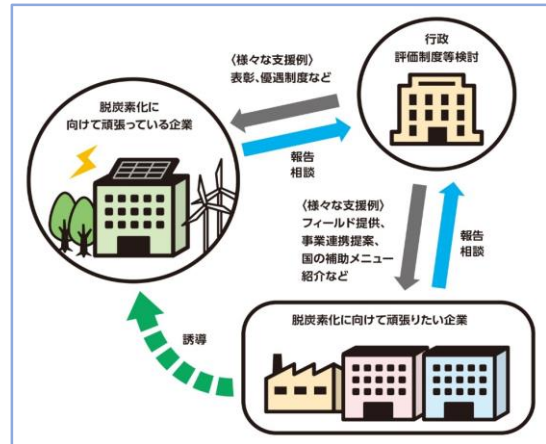 行政
評価制度等検討
〈様々な支援例〉
表彰、優遇制度など
脱炭素化に
向けて頑張っている企業
報告
相談
〈様々な支援例〉
フィールド提供、
事業連携提案、
国の補助メニュー
紹介など
報告
相談
脱炭素化に向けて頑張りたい企業
誘導